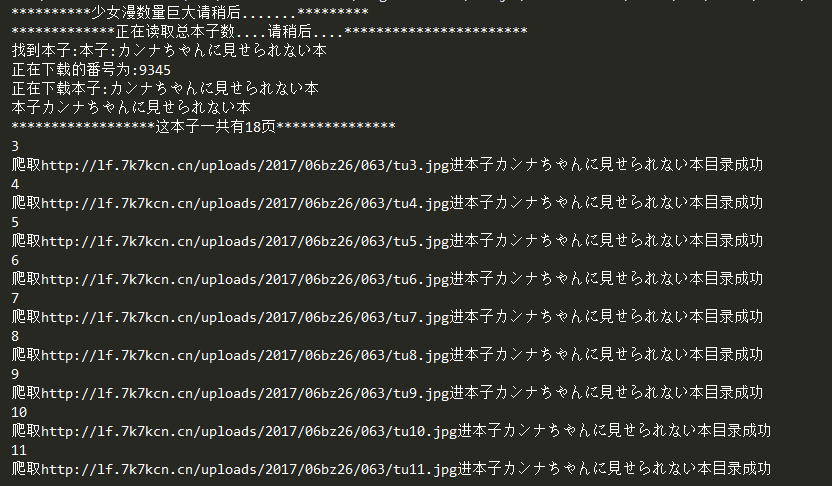 **********少女漫数量巨大请稍后.......*********
*************正在读取总本子数....请稍后....***********************
找到本子:本子:カンナちゃんに見せられない本
正在下载的番号为:9345
正在下载本子:カンナちゃんに見せられない本
本子カンナちゃんに見せられない本
******************这本子一共有18页***************
3
爬取http://lf.7k7kcn.cn/uploads/2017/06bz26/063/tu3.jpg进本子カンナちゃんに見せられない本目录成功
4
爬取http://lf.7k7kcn.cn/uploads/2017/06bz26/063/tu4.jpg进本子カンナちゃんに見せられない本目录成功
5
爬取http://lf.7k7kcn.cn/uploads/2017/06bz26/063/tu5.jpg进本子カンナちゃんに見せられない本目录成功
6
爬取http://lf.7k7kcn.cn/uploads/2017/06bz26/063/tu6.jpg进本子カンナちゃんに見せられない本目录成功
7
爬取http://lf.7k7kcn.cn/uploads/2017/06bz26/063/tu7.jpg进本子カンナちゃんに見せられない本目录成功
8
爬取http://lf.7k7kcn.cn/uploads/2017/06bz26/063/tu8.jpg进本子カンナちゃんに見せられない本目录成功
9
爬取http://lf.7k7kcn.cn/uploads/2017/06bz26/063/tu9.jpg进本子カンナちゃんに見せられない本目录成功
10
爬取http://lf.7k7kcn.cn/uploads/2017/06bz26/063/tu10.jpg进本子カンナちゃんに見せられない本目录成功
11
爬取http://lf.7k7kcn.cn/uploads/2017/06bz26/063/tu11.jpg进本子カンナちゃんに見せられない本目录成功